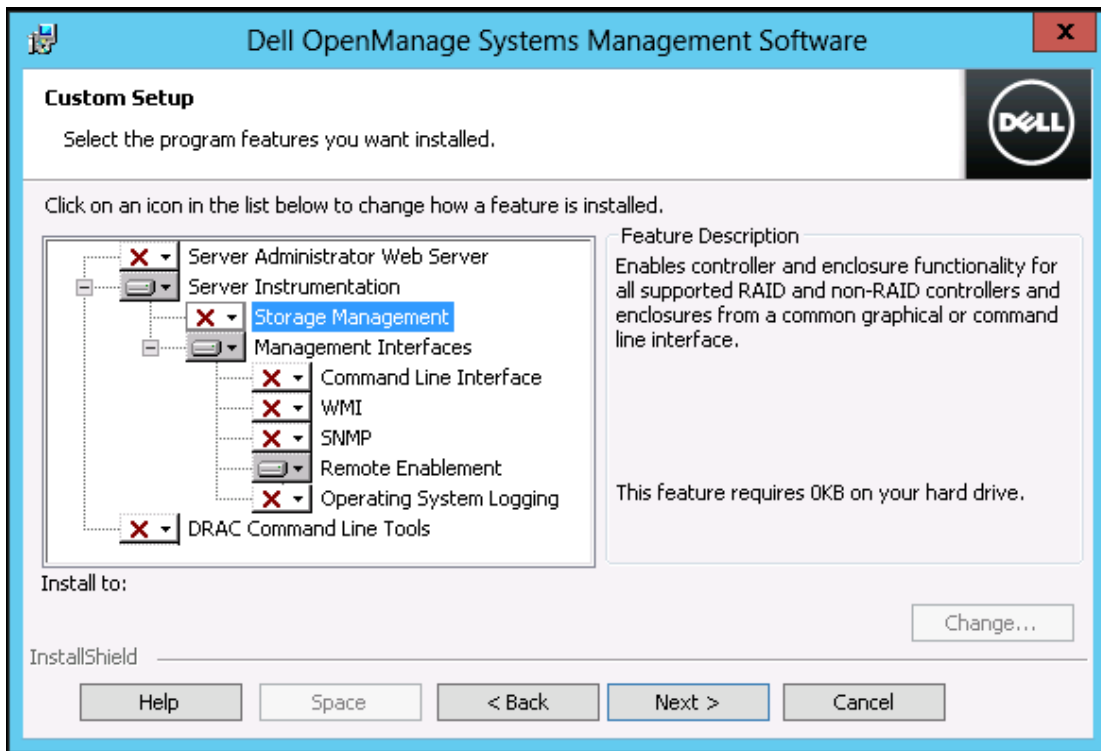 Dell OpenManage Systems Management Software
x
Custom Setup
Select the program features you want installed.
DELL
Click on an icon in the list below to change how a feature is installed.
Server Administrator Web Server
Server Instrumentation
Storage Management
Management Interfaces
Command Line Interface
WMI
SNMP
Remote Enablement
Operating System Logging
DRAC Command Line Tools
Feature Description
Enables controller and enclosure functionality for
all supported RAID and non-RAID controllers and
enclosures from a common graphical or command
line interface.
This feature requires 0KB on your hard drive.
Install to:
Change...
InstallShield
Help
Space
< Back
Next >
Cancel